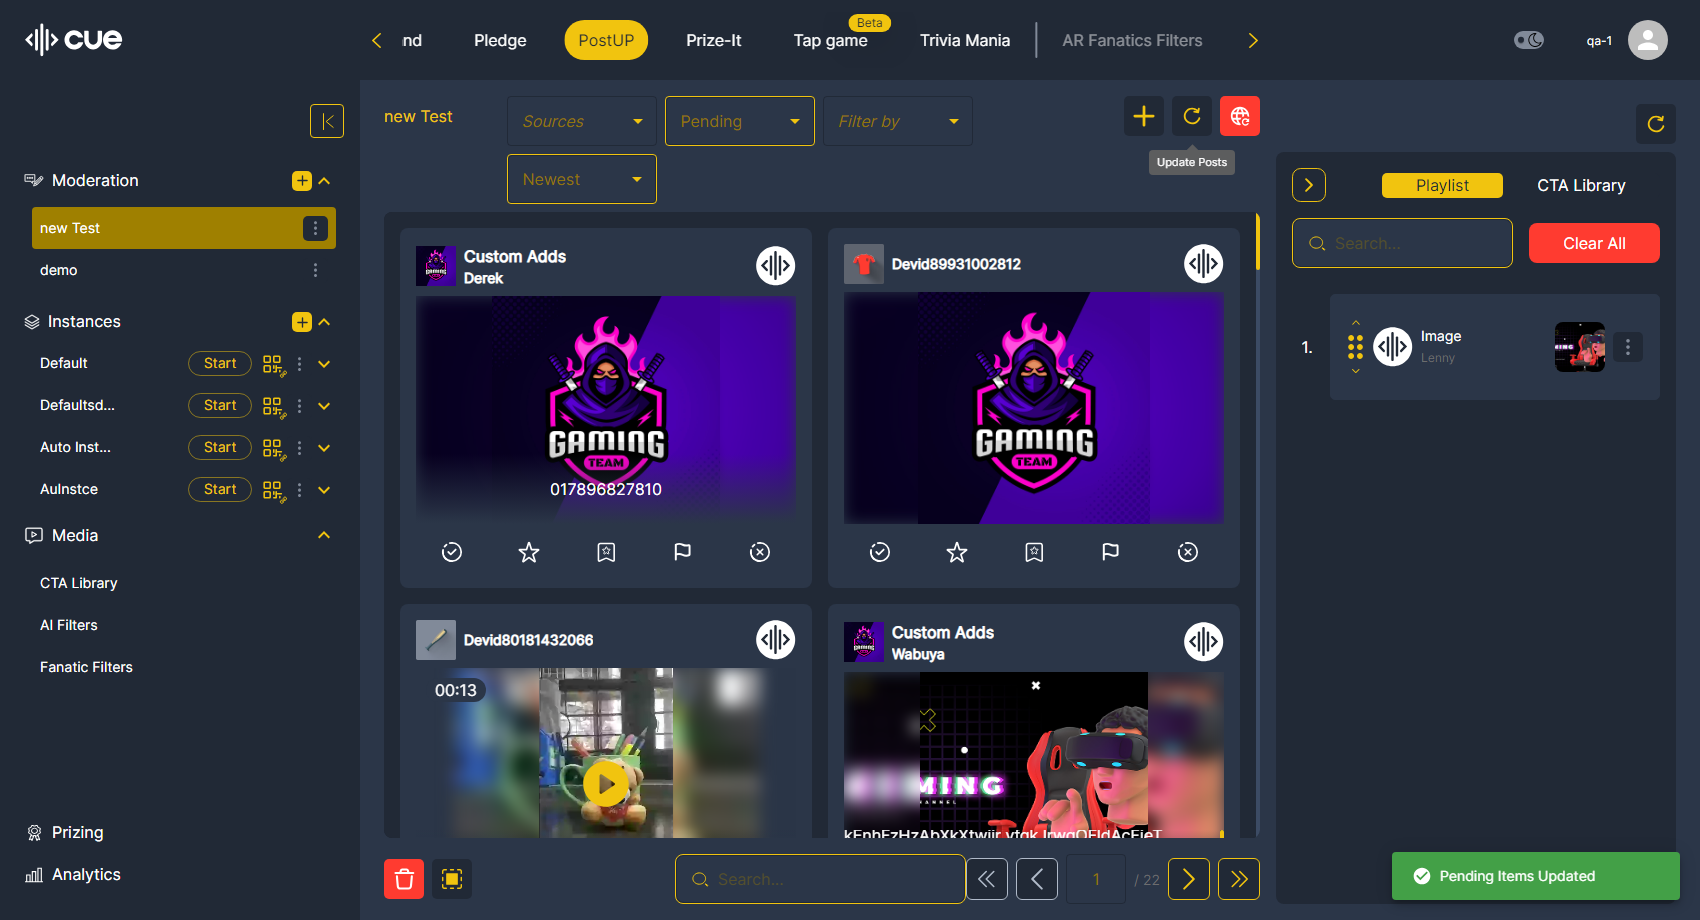 cue
nd
Pledge
PostUP
Prize-It
Beta
Tap game
Trivia Mania
AR Fanatics Filters
qa-1
Moderation
new Test
demo
Instances
Default
Start
Defaultsd...
Start
Auto Inst...
Start
AuInstce
Start
Media
CTA Library
AI Filters
Fanatic Filters
Prizing
Analytics
new Test
Sources
Pending
Filter by
Newest
Update Posts
Custom Adds
Derek
GAMING
TEAM
017896827810
Devid89931002812
GAMING
TEAM
Devid80181432066
00:13
Custom Adds
Wabuya
Search...
1
/ 22
Playlist
CTA Library
Search...
Clear All
1.
Image
Lenny
Pending Items Updated